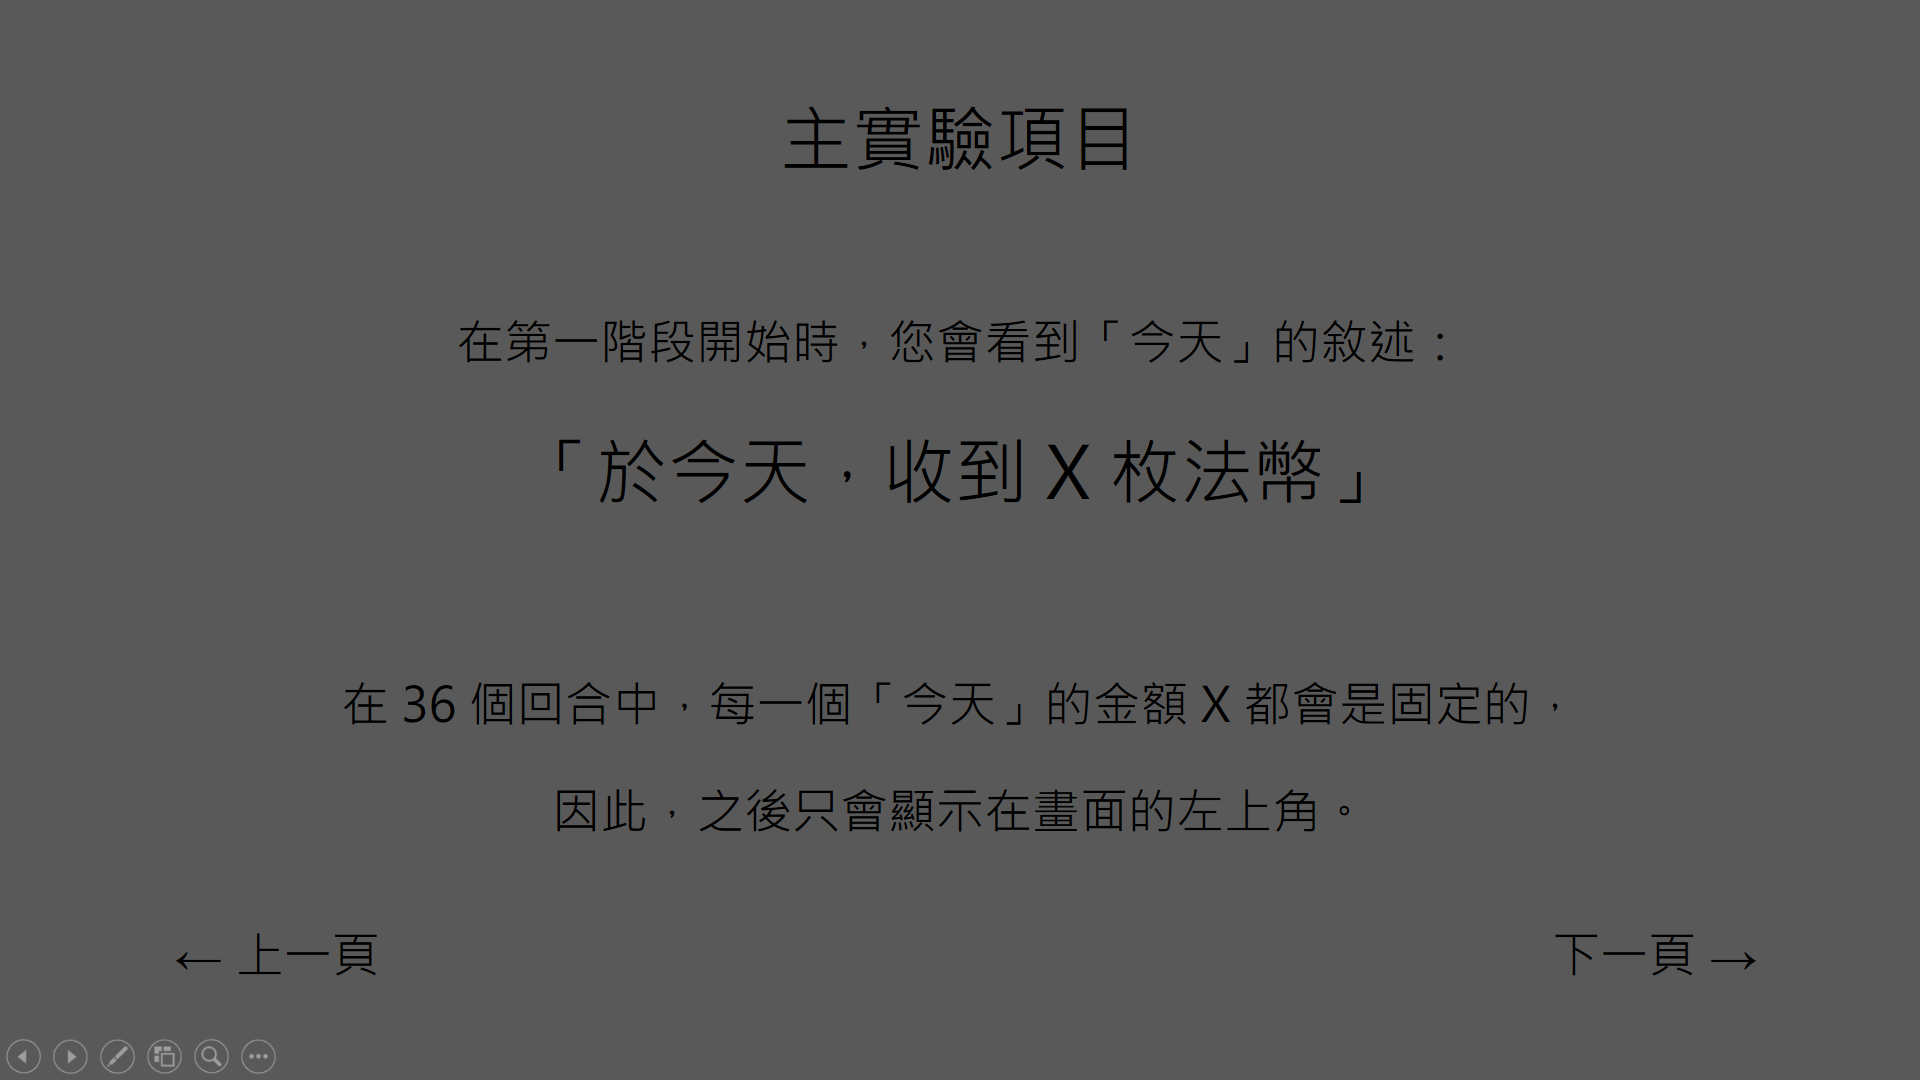 主實驗項目
在第一階段開始時，您會看到「今天」的敘述：
「於今天，收到 X 枚法幣」
在 36 個回合中，每一個「今天」的金額 X 都會是固定的，
因此，之後只會顯示在畫面的左上角。
← 上一頁
下一頁 →